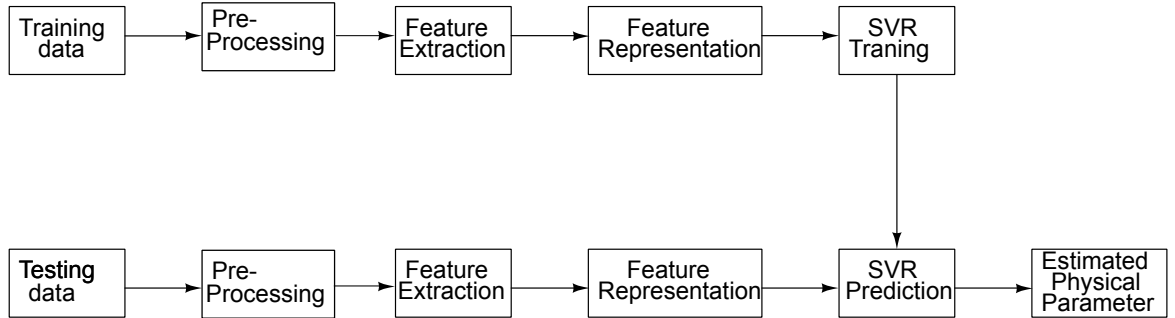 Training
data
Pre-
Processing
Feature
Extraction
Feature
Representation
SVR
Traning
Testing
data
Pre-
Processing
Feature
Extraction
Feature
Representation
SVR
Prediction
Estimated
Physical
Parameter